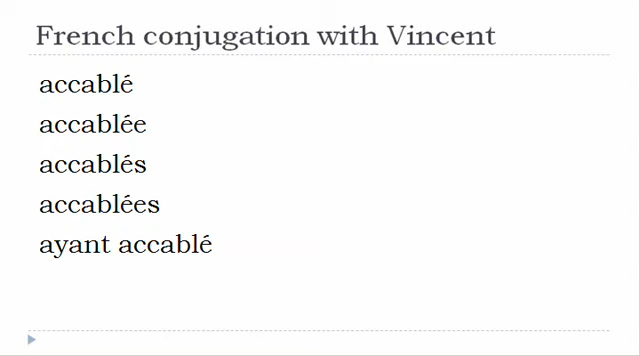 French conjugation with Vincent
accablé
accablée
accablés
accablées
ayant accablé